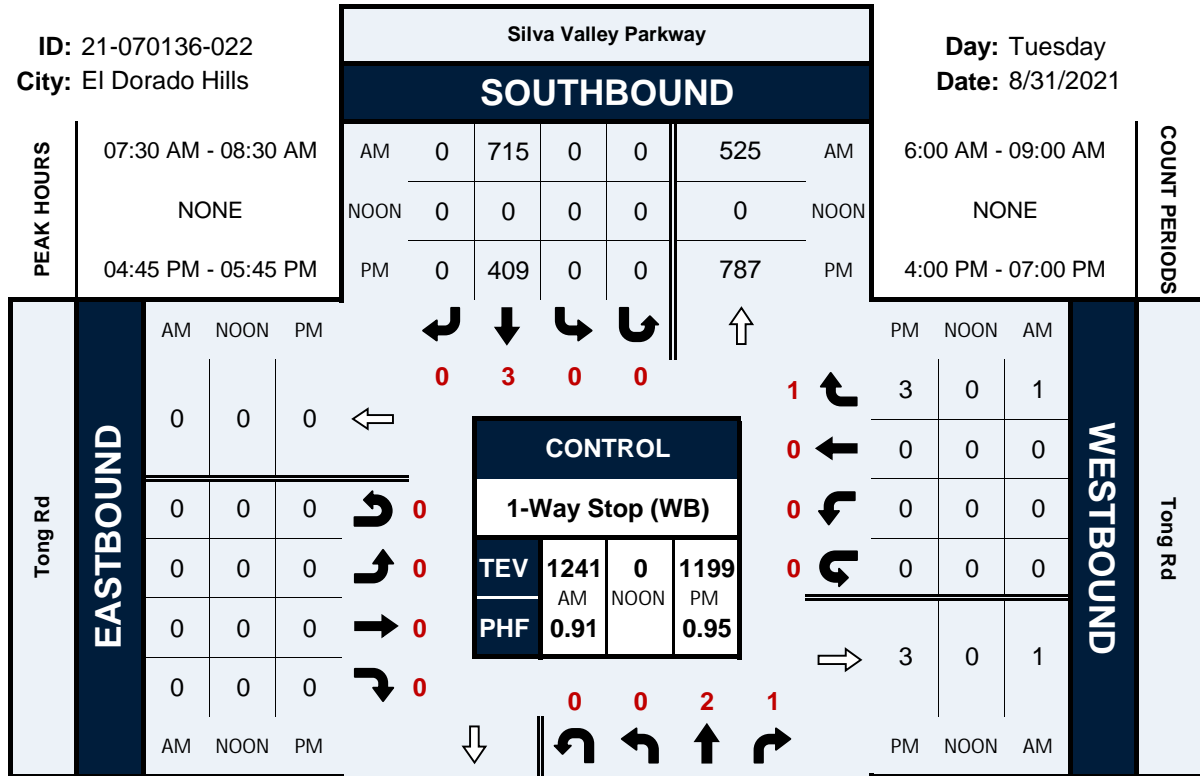 ID: 21-070136-022
City: El Dorado Hills
Silva Valley Parkway
SOUTHBOUND
Day: Tuesday
Date: 8/31/2021
PEAK HOURS
07:30 AM - 08:30 AM
NONE
04:45 PM - 05:45 PM
AM 0 715 0 0 525 AM
NOON 0 0 0 0 0 NOON
PM 0 409 0 0 787 PM
6:00 AM - 09:00 AM
NONE
4:00 PM - 07:00 PM
COUNT PERIODS
0 3 0 0
Tong Rd
EASTBOUND
AM NOON PM
0 0 0
0 0 0 0
0 0 0 0
0 0 0 0
0 0 0 0
AM NOON PM
CONTROL
1-Way Stop (WB)
TEV 1241 0 1199
AM NOON PM
PHF 0.91 0.95
PM NOON AM
1 3 0 1
0 0 0 0
0 0 0 0
0 0 0 0
3 0 1
PM NOON AM
WESTBOUND
Tong Rd
0 0 2 1